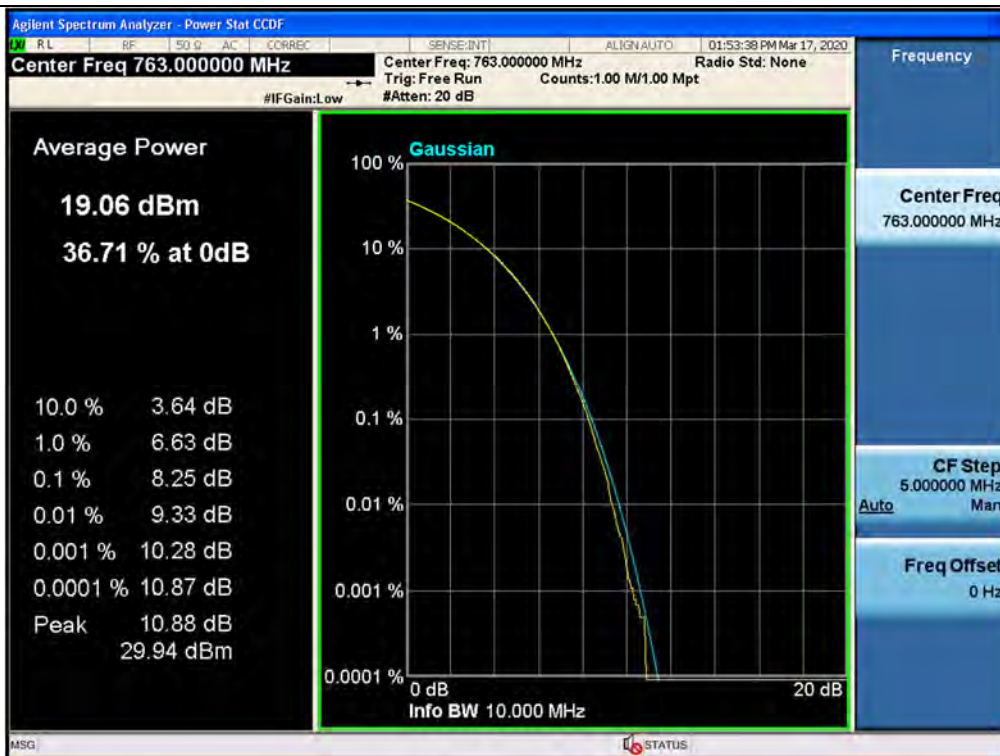 Agilent Spectrum Analyzer - Power Stat CCDF
LXI RL RF 50 Ω AC CORREC SENSE:INT ALIGNAUTO 01:53:38 PM Mar 17, 2020
Center Freq 763.000000 MHz
Center Freq: 763.000000 MHz Radio Std: None
Trig: Free Run Counts:1.00 M/1.00 Mpt
#IFGain:Low #Atten: 20 dB
Average Power
19.06 dBm
36.71 % at 0dB
10.0 % 3.64 dB
1.0 % 6.63 dB
0.1 % 8.25 dB
0.01 % 9.33 dB
0.001 % 10.28 dB
0.0001 % 10.87 dB
Peak 10.88 dB
29.94 dBm
Gaussian
100 %
10 %
1 %
0.1 %
0.01 %
0.001 %
0.0001 %
0 dB 20 dB
Info BW 10.000 MHz
Frequency
Center Freq
763.000000 MHz
CF Step
5.000000 MHz
Auto Man
Freq Offset
0 Hz
MSG STATUS